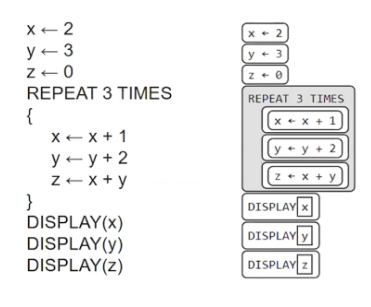 x ← 2
y ← 3
z ← 0
REPEAT 3 TIMES
{
x ← x + 1
y ← y + 2
z ← x + y
}
DISPLAY(x)
DISPLAY(y)
DISPLAY(z)
x ← 2
y ← 3
z ← 0
REPEAT 3 TIMES
x ← x + 1
y ← y + 2
z ← x + y
DISPLAY x
DISPLAY y
DISPLAY z